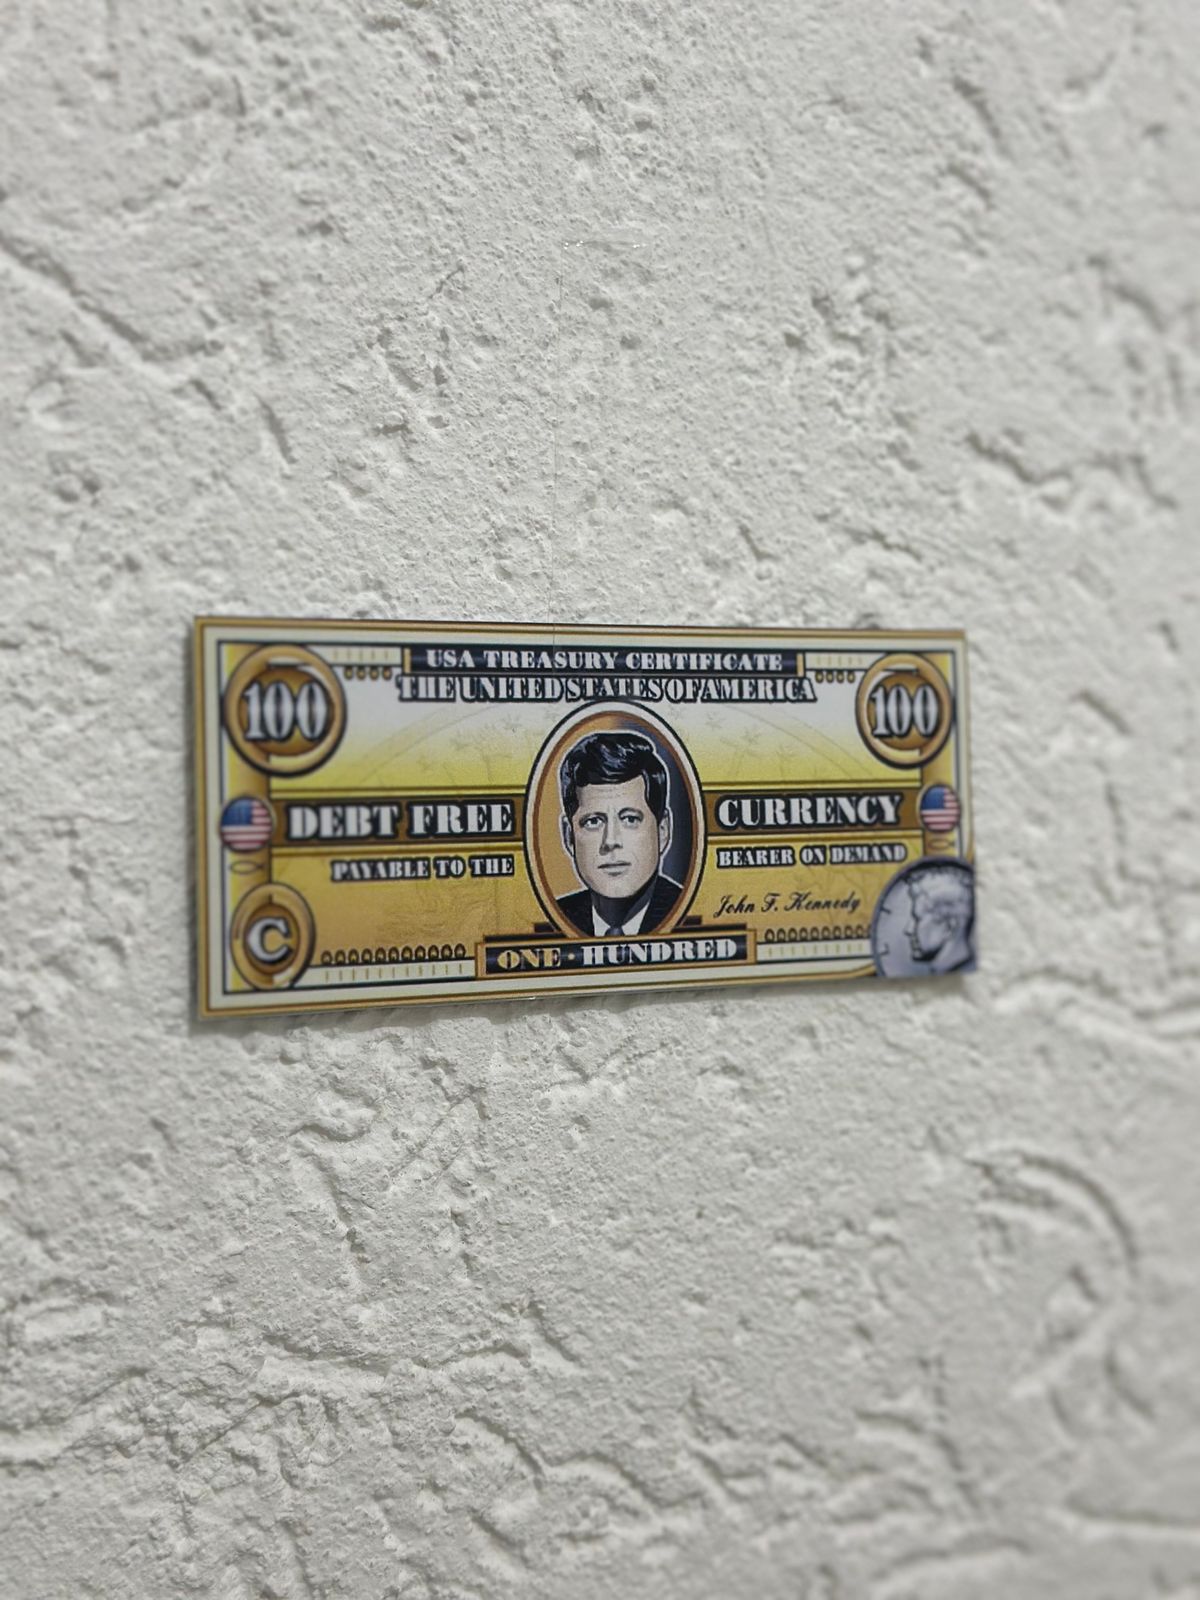 USA TREASURY CERTIFICATE
THE UNITED STATES OF AMERICA
100
100
DEBT FREE
CURRENCY
PAYABLE TO THE
BEARER ON DEMAND
John F. Kennedy
C
ONE · HUNDRED